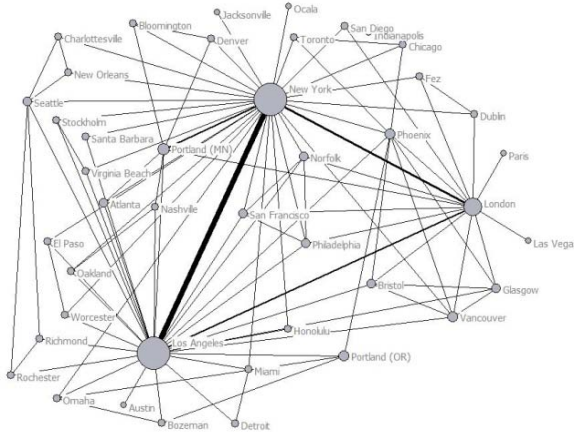 Jacksonville
Ocala
Bloomington
San Diego
Indianapolis
Charlottesville
Denver
Toronto
Chicago
New Orleans
Fez
New York
Seattle
Dublin
Stockholm
Phoenix
Santa Barbara
Portland (MN)
Paris
Norfolk
Virginia Beach
Atlanta
Nashville
London
San Francisco
El Paso
Philadelphia
Las Vega
Oakland
Bristol
Glasgow
Worcester
Vancouver
Honolulu
Richmond
Los Angeles
Portland (OR)
Rochester
Miami
Omaha
Austin
Bozeman
Detroit